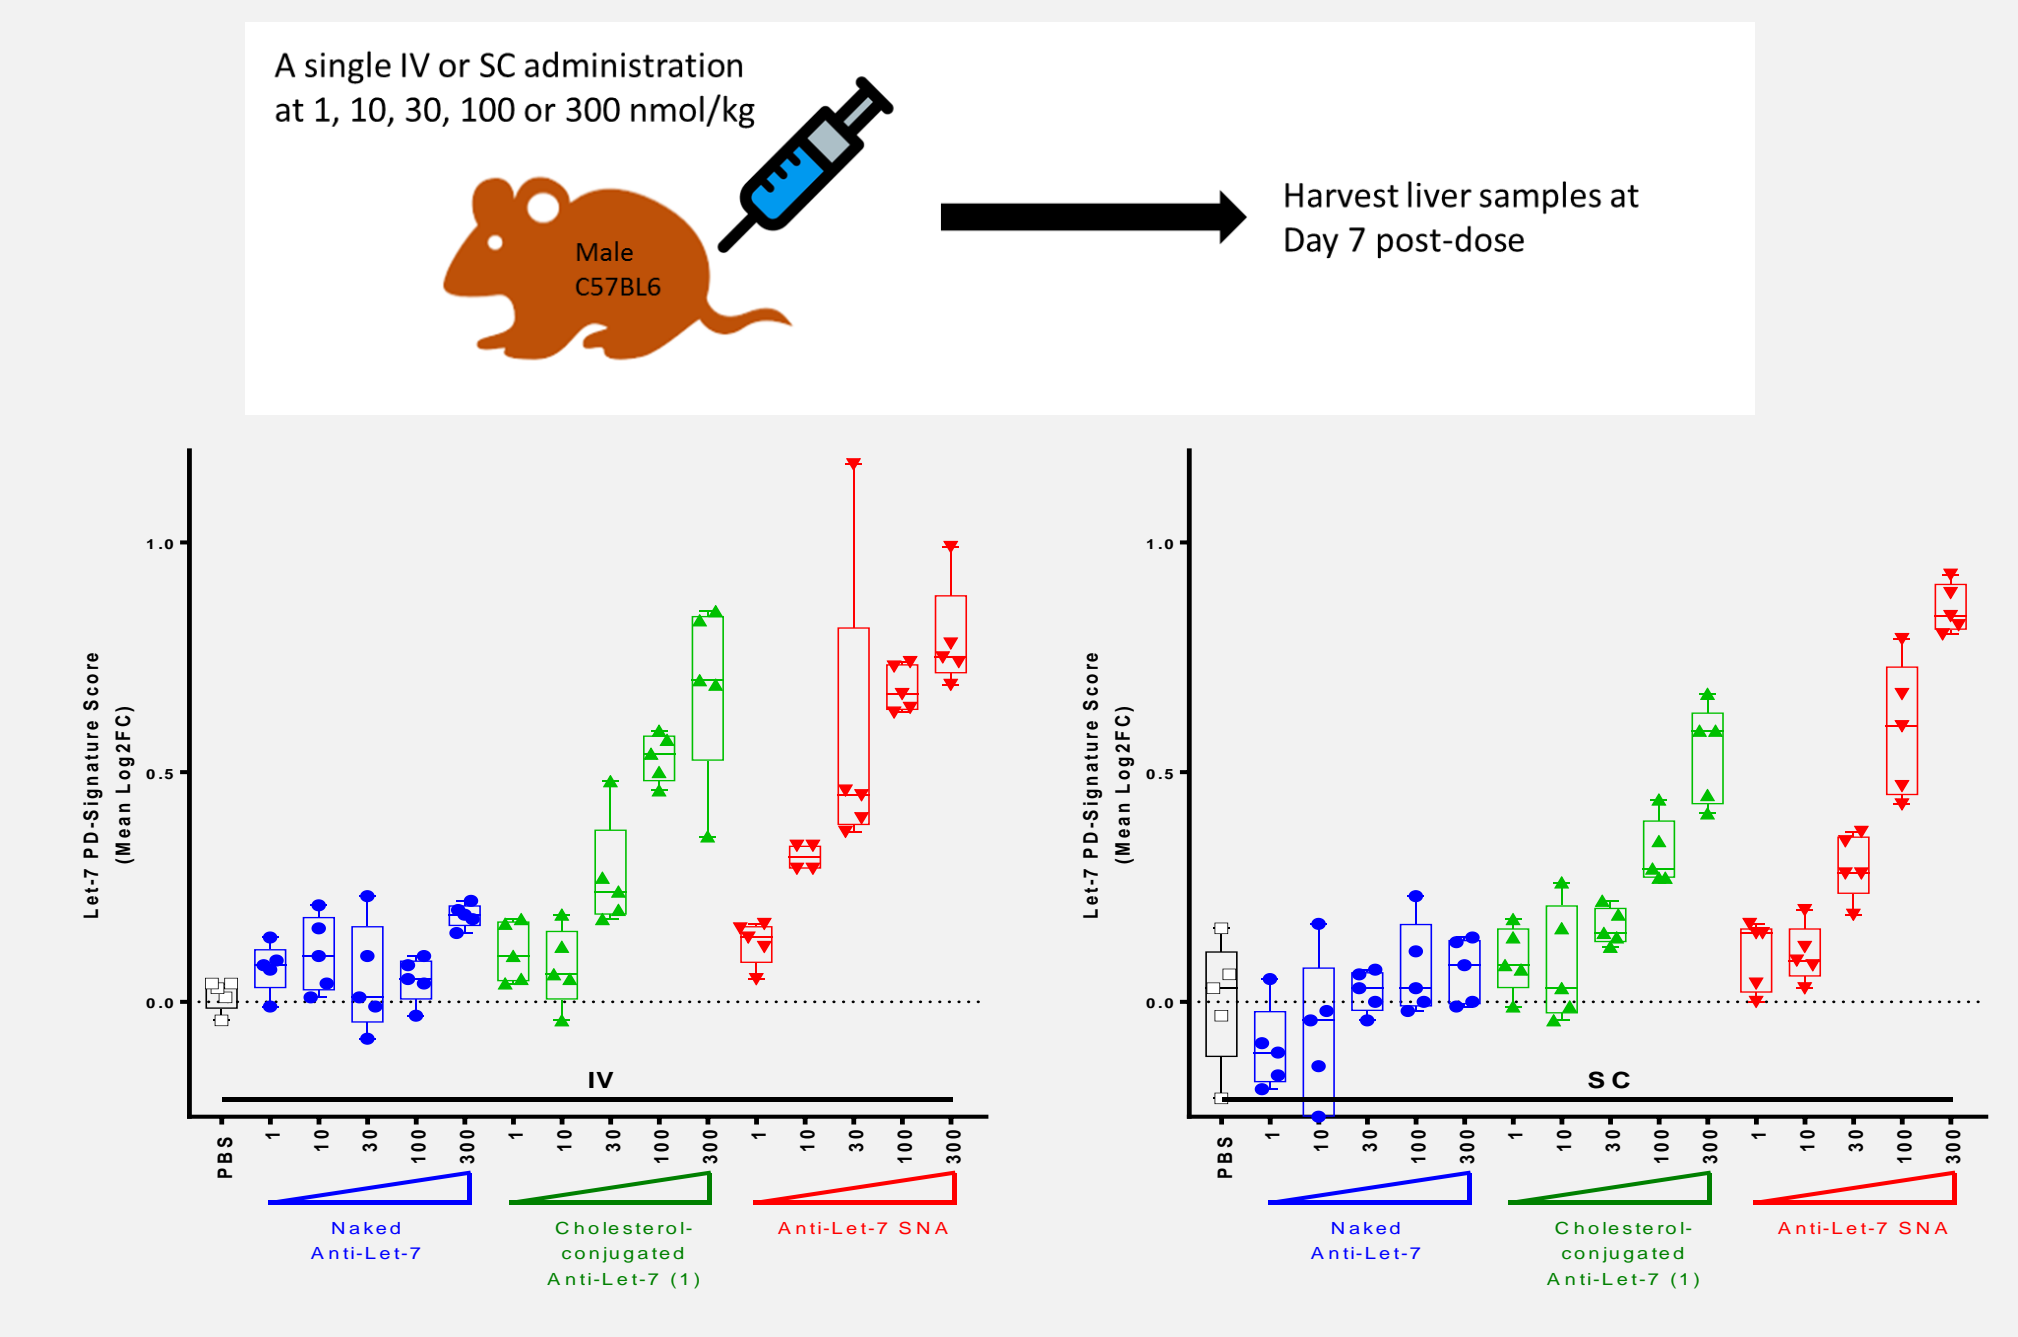 A single IV or SC administration
at 1, 10, 30, 100 or 300 nmol/kg
Male
C57BL6
Harvest liver samples at
Day 7 post-dose
Let-7 PD-Signature Score
(Mean Log2FC)
1.0
0.5
0.0
IV
PBS 1 10 30 100 300 1 10 30 100 300 1 10 30 100 300
Naked
Anti-Let-7
Cholesterol-
conjugated
Anti-Let-7 (1)
Anti-Let-7 SNA
Let-7 PD-Signature Score
(Mean Log2FC)
1.0
0.5
0.0
SC
PBS 1 10 30 100 300 1 10 30 100 300 1 10 30 100 300
Naked
Anti-Let-7
Cholesterol-
conjugated
Anti-Let-7 (1)
Anti-Let-7 SNA